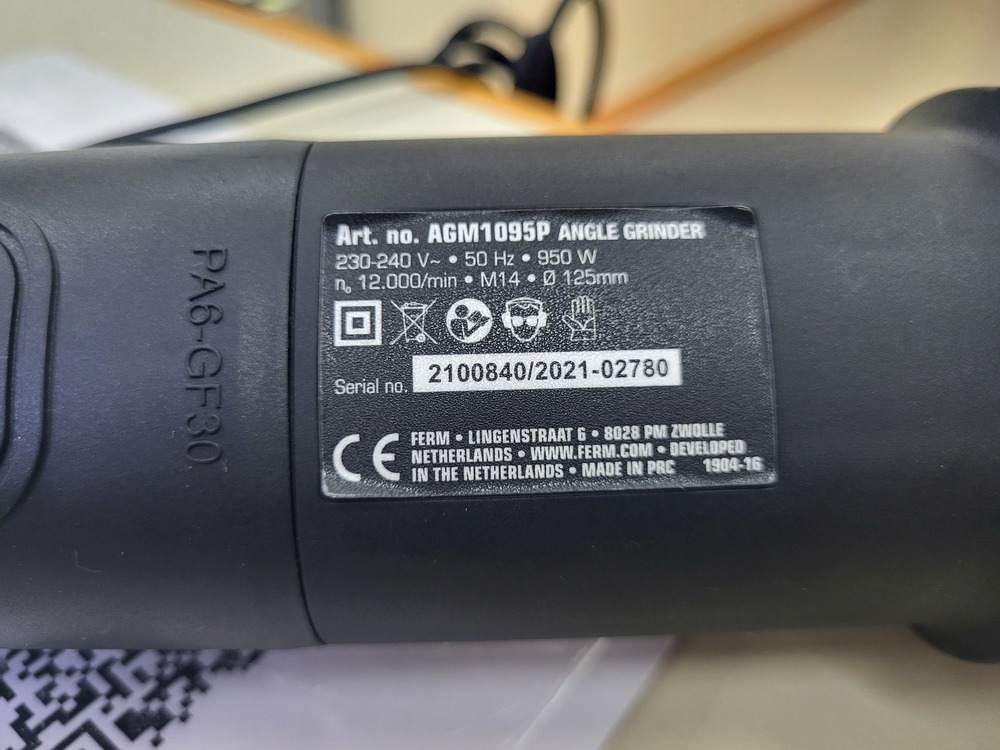 PA6-GF30
Art. no. AGM1095P ANGLE GRINDER
230-240 V~ • 50 Hz • 950 W
n₀ 12.000/min • M14 • Ø 125mm
Serial no. 2100840/2021-02780
CE FERM • LINGENSTRAAT 6 • 8028 PM ZWOLLE
NETHERLANDS • WWW.FERM.COM • DEVELOPED
IN THE NETHERLANDS • MADE IN PRC 1904-16